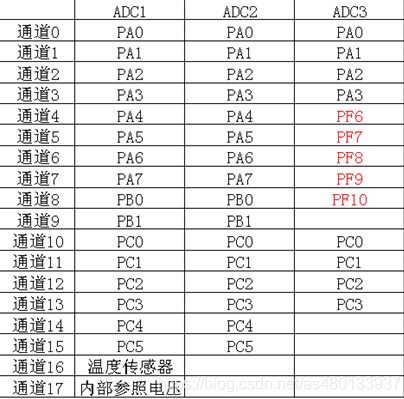 ADC1 ADC2 ADC3
通道0 PA0 PA0 PA0
通道1 PA1 PA1 PA1
通道2 PA2 PA2 PA2
通道3 PA3 PA3 PA3
通道4 PA4 PA4 PF6
通道5 PA5 PA5 PF7
通道6 PA6 PA6 PF8
通道7 PA7 PA7 PF9
通道8 PB0 PB0 PF10
通道9 PB1 PB1
通道10 PC0 PC0 PC0
通道11 PC1 PC1 PC1
通道12 PC2 PC2 PC2
通道13 PC3 PC3 PC3
通道14 PC4 PC4
通道15 PC5 PC5
通道16 温度传感器
通道17 内部参照电压
https://blog.csdn.net/as480133937